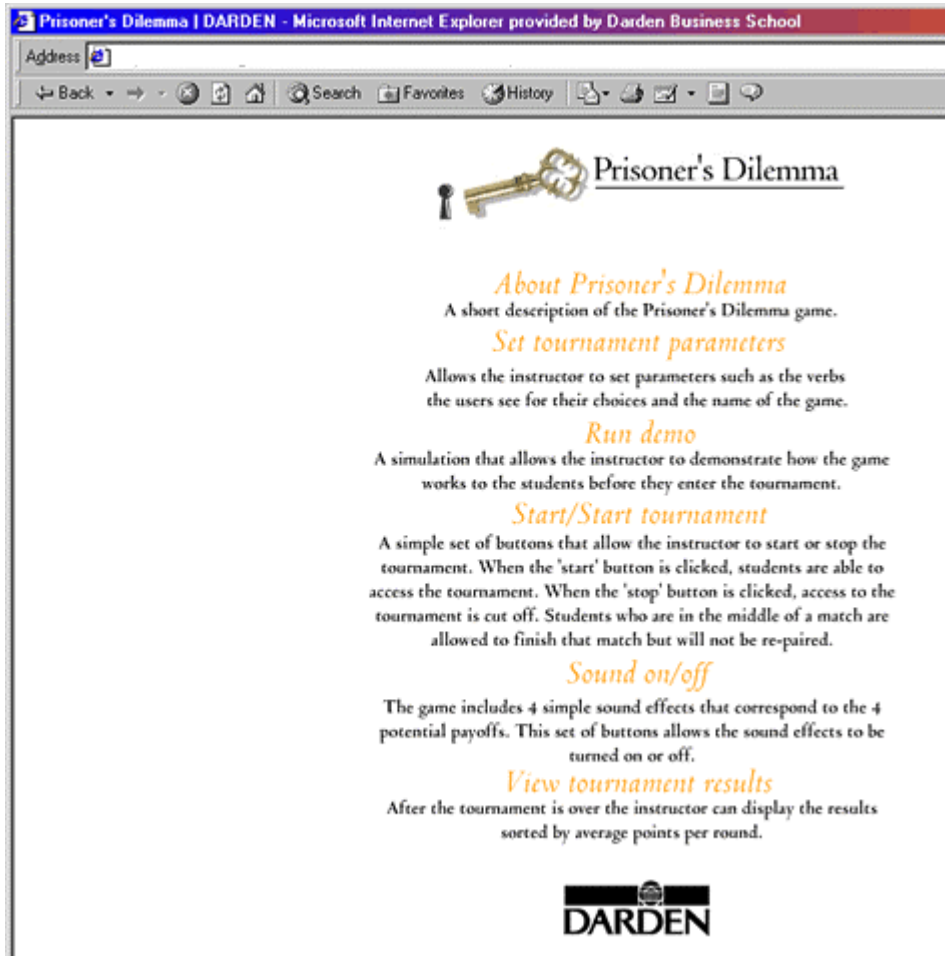 Prisoner's Dilemma | DARDEN - Microsoft Internet Explorer provided by Darden Business School
Address
Back Search Favorites History
Prisoner's Dilemma
About Prisoner's Dilemma
A short description of the Prisoner's Dilemma game.
Set tournament parameters
Allows the instructor to set parameters such as the verbs
the users see for their choices and the name of the game.
Run demo
A simulation that allows the instructor to demonstrate how the game
works to the students before they enter the tournament.
Start/Start tournament
A simple set of buttons that allow the instructor to start or stop the
tournament. When the 'start' button is clicked, students are able to
access the tournament. When the 'stop' button is clicked, access to the
tournament is cut off. Students who are in the middle of a match are
allowed to finish that match but will not be re-paired.
Sound on/off
The game includes 4 simple sound effects that correspond to the 4
potential payoffs. This set of buttons allows the sound effects to be
turned on or off.
View tournament results
After the tournament is over the instructor can display the results
sorted by average points per round.
DARDEN